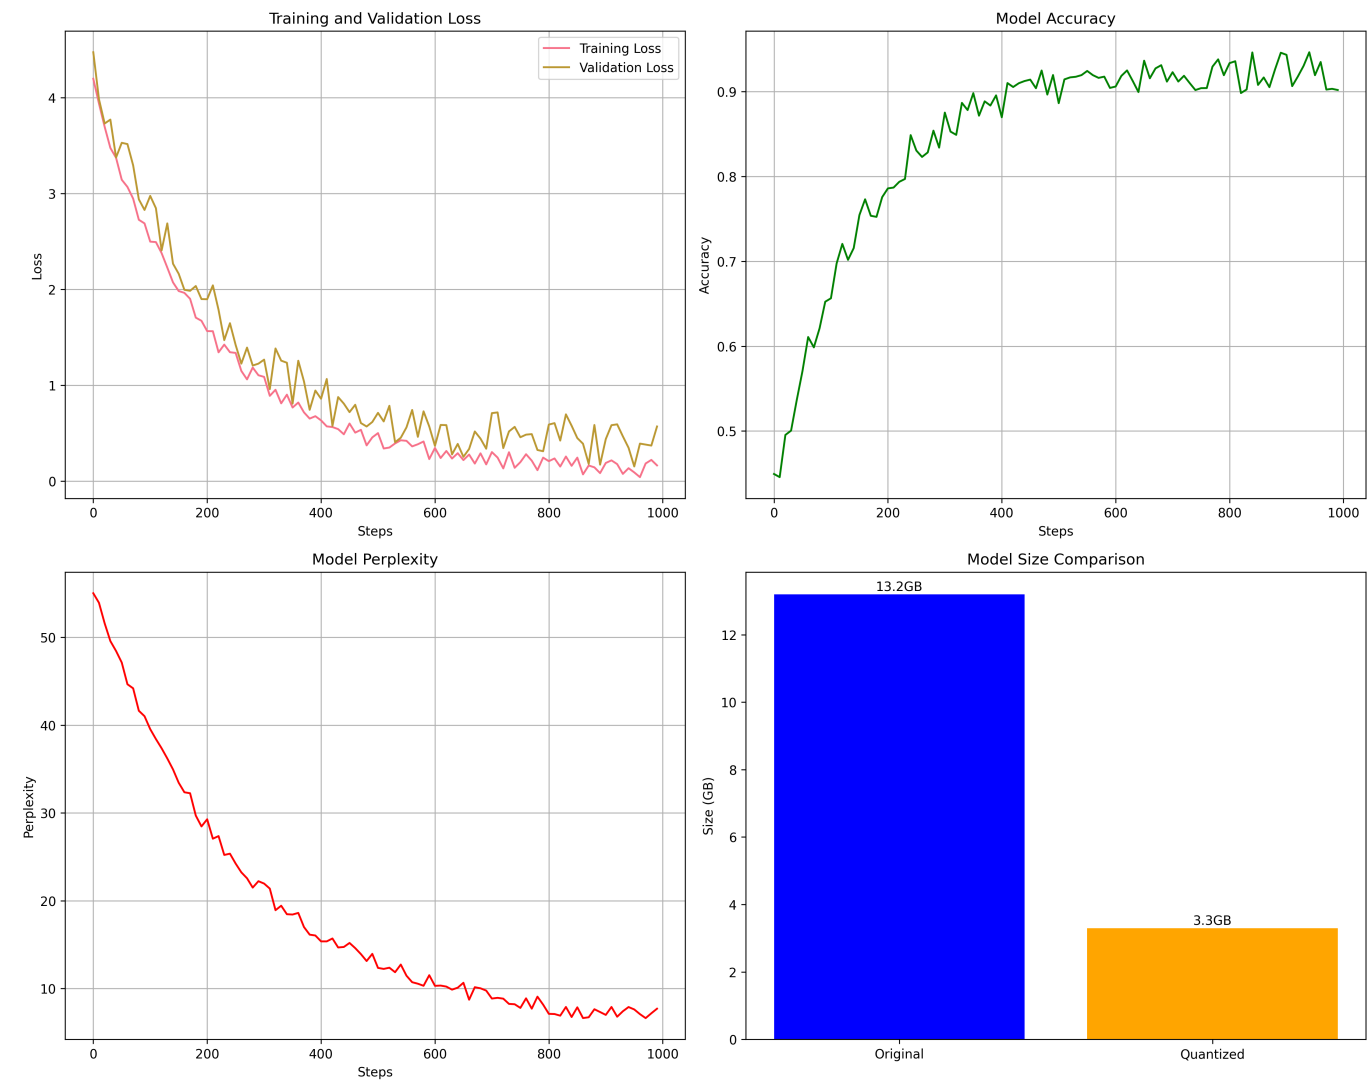 Training and Validation Loss
Training Loss
Validation Loss
4
3
2
1
0
Loss
0 200 400 600 800 1000
Steps
Model Accuracy
0.9
0.8
0.7
0.6
0.5
Accuracy
0 200 400 600 800 1000
Steps
Model Perplexity
50
40
30
20
10
Perplexity
0 200 400 600 800 1000
Steps
Model Size Comparison
13.2GB
3.3GB
12
10
8
6
4
2
0
Size (GB)
Original Quantized